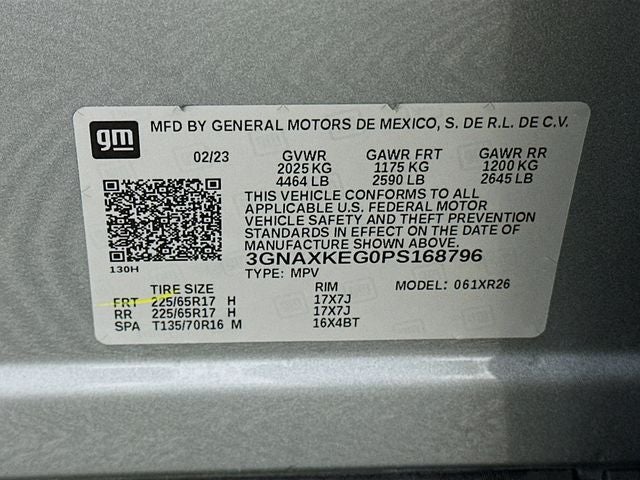 gm
MFD BY GENERAL MOTORS DE MEXICO, S. DE R.L. DE C.V.
02/23 GVWR GAWR FRT GAWR RR
2025 KG 1175 KG 1200 KG
4464 LB 2590 LB 2645 LB
THIS VEHICLE CONFORMS TO ALL
APPLICABLE U.S. FEDERAL MOTOR
VEHICLE SAFETY AND THEFT PREVENTION
STANDARDS IN EFFECT ON THE DATE OF
MANUFACTURE SHOWN ABOVE.
3GNAXKEG0PS168796
130H
TYPE: MPV MODEL: 061XR26
TIRE SIZE RIM
FRT 225/65R17 H 17X7J
RR 225/65R17 H 17X7J
SPA T135/70R16 M 16X4BT